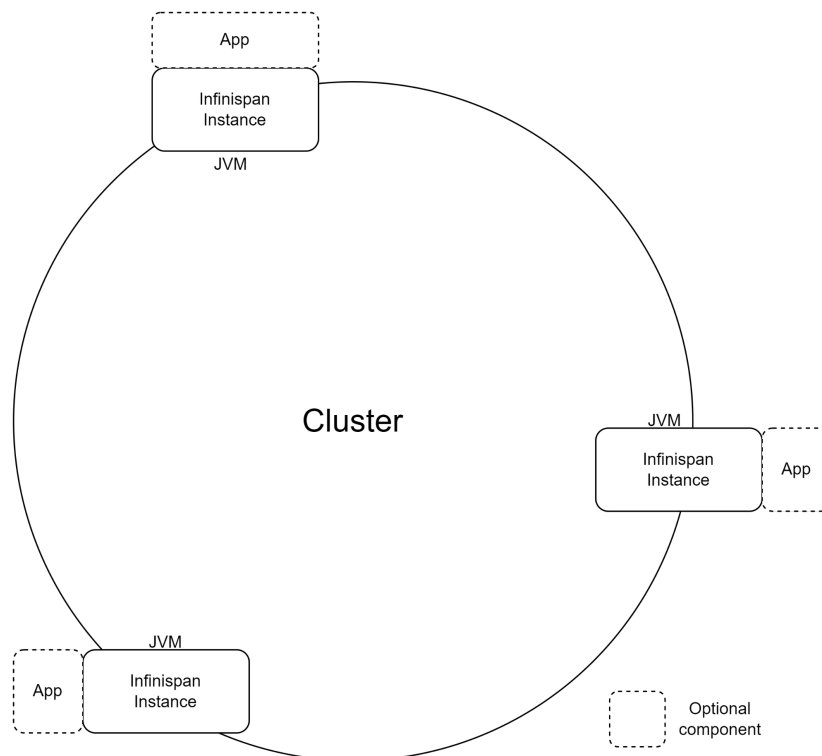 App
Infinispan
Instance
JVM
Cluster
JVM
Infinispan
Instance
App
JVM
App
Infinispan
Instance
Optional
component